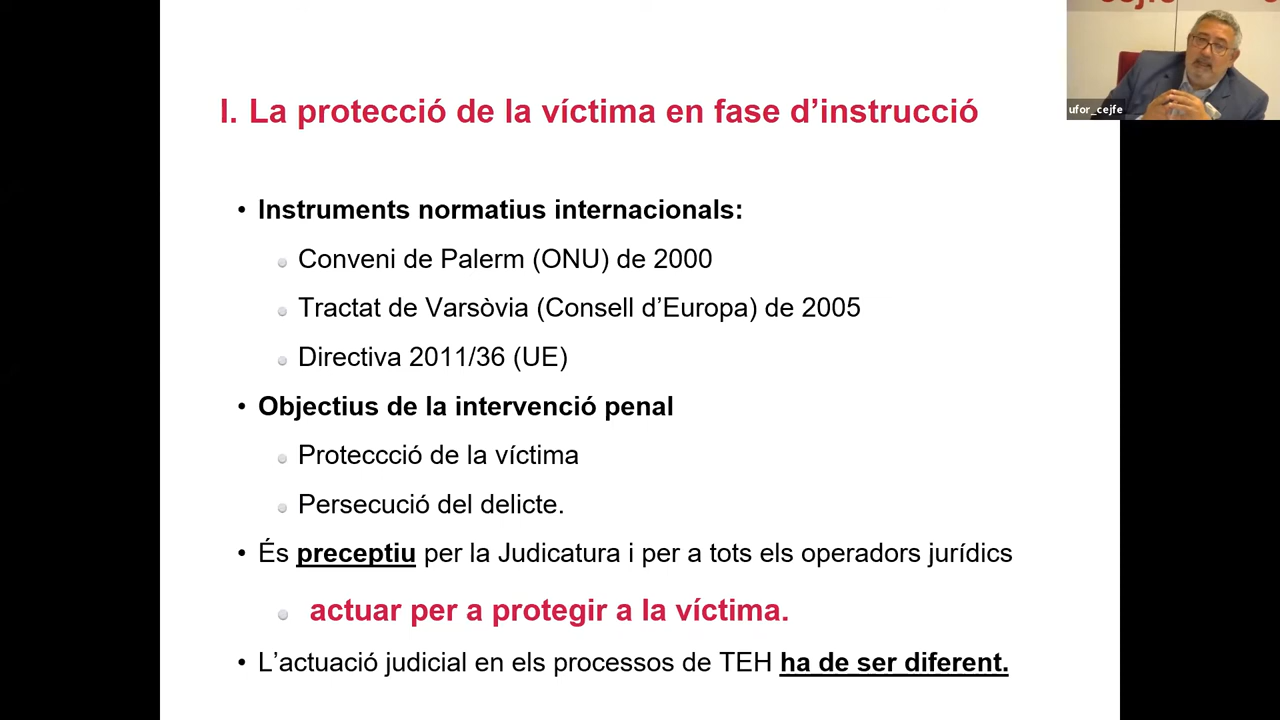 cejfe
I. La protecció de la víctima en fase d’instrucció
ufor_cejfe
• Instruments normatius internacionals:
Conveni de Palerm (ONU) de 2000
Tractat de Varsòvia (Consell d’Europa) de 2005
Directiva 2011/36 (UE)
• Objectius de la intervenció penal
Proteccció de la víctima
Persecució del delicte.
• És preceptiu per la Judicatura i per a tots els operadors jurídics
actuar per a protegir a la víctima.
• L’actuació judicial en els processos de TEH ha de ser diferent.